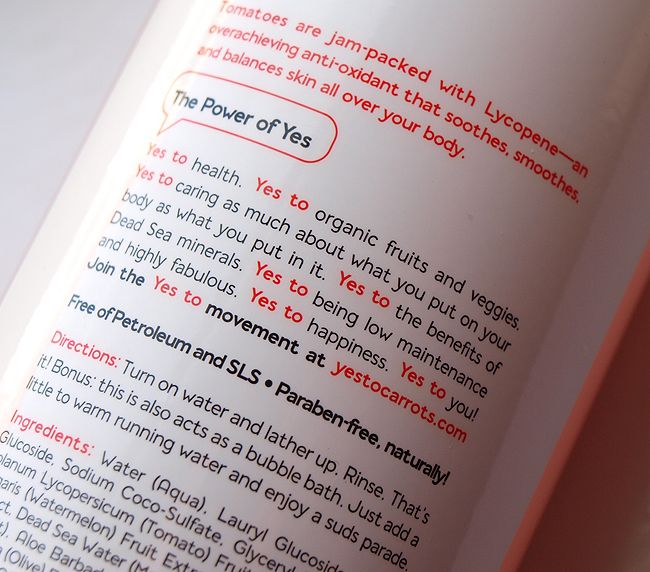 Tomatoes are jam-packed with Lycopene—an
overachieving anti-oxidant that soothes, smoothes,
and balances skin all over your body.
The Power of Yes
Yes to health. Yes to organic fruits and veggies.
Yes to caring as much about what you put on your
body as what you put in it. Yes to the benefits of
Dead Sea minerals. Yes to being low maintenance
and highly fabulous. Yes to happiness. Yes to you!
Join the Yes to movement at yestocarrots.com
Free of Petroleum and SLS • Paraben-free, naturally!
Directions: Turn on water and lather up. Rinse. That's
it! Bonus: this is also acts as a bubble bath. Just add a
little to warm running water and enjoy a suds parade.
Ingredients: Water (Aqua), Lauryl Glucoside,
Glucoside, Sodium Coco-Sulfate, Glyceryl
Lycopersicum (Tomato) Fruit
(Watermelon) Fruit
Dead Sea Water
Aloe
(Olive)